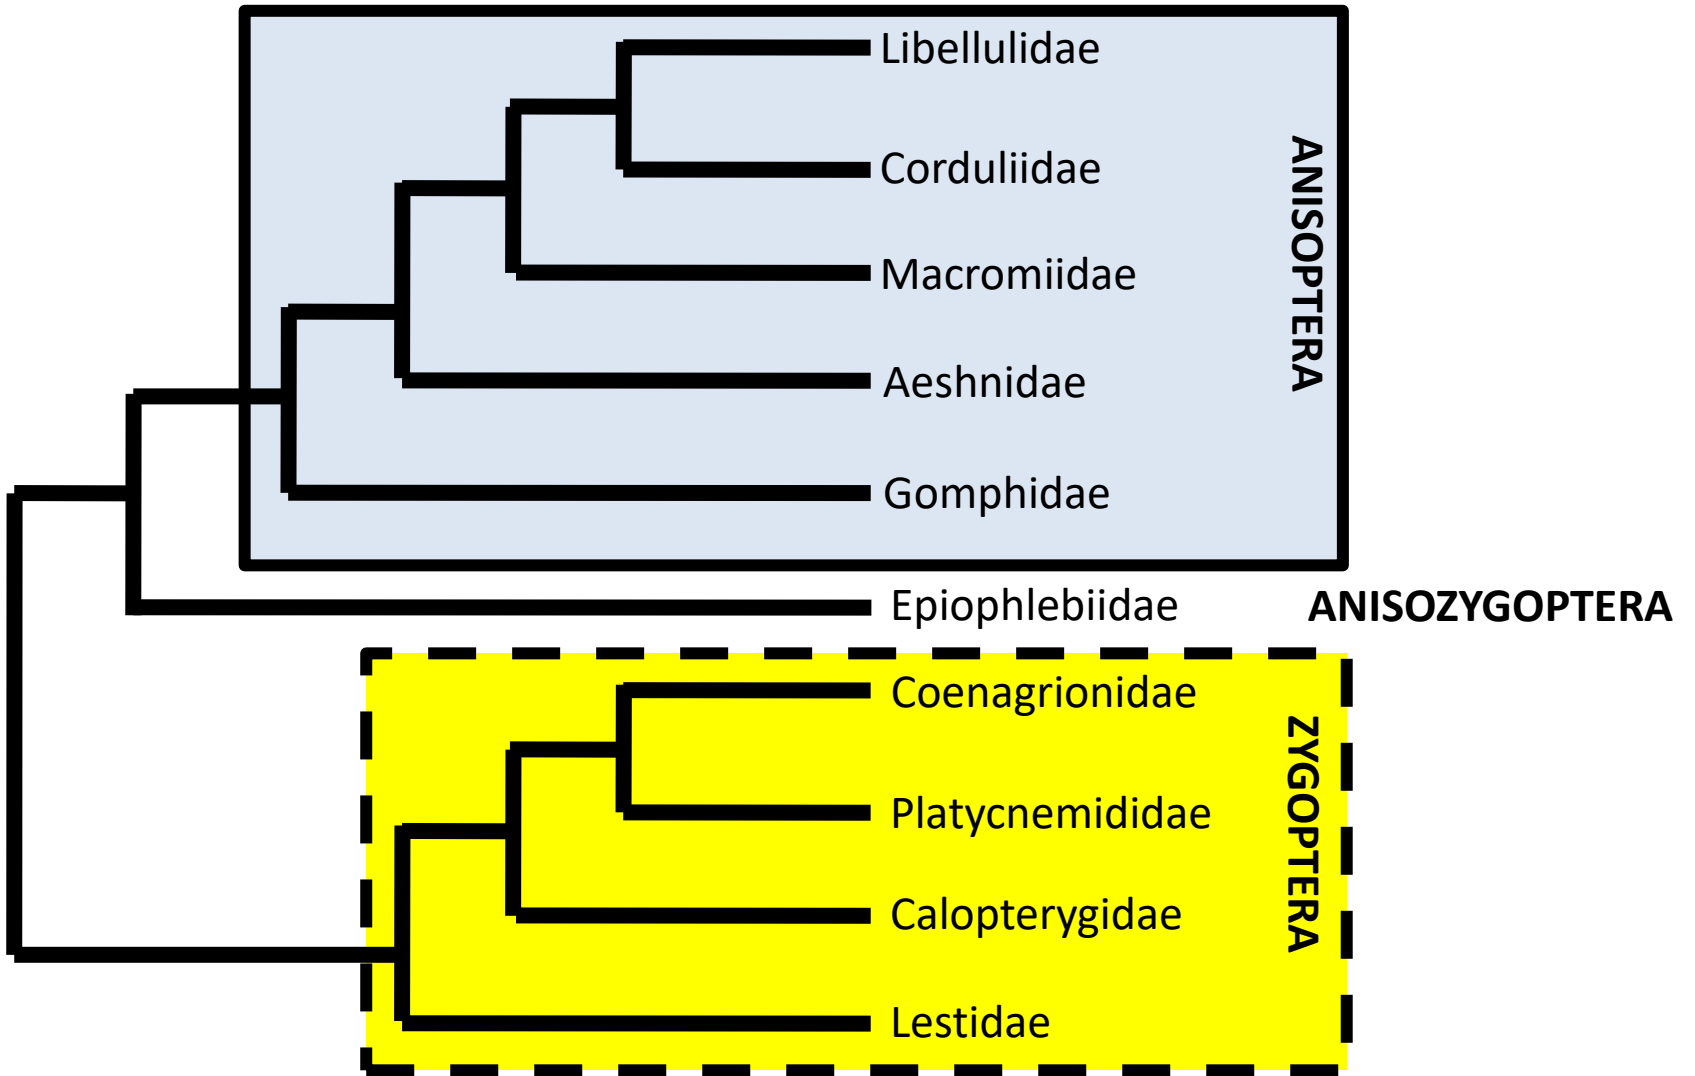 Libellulidae
Corduliidae
Macromiidae
Aeshnidae
Gomphidae
ANISOPTERA
Epiophlebiidae
ANISOZYGOPTERA
Coenagrionidae
Platycnemididae
Calopterygidae
Lestidae
ZYGOPTERA